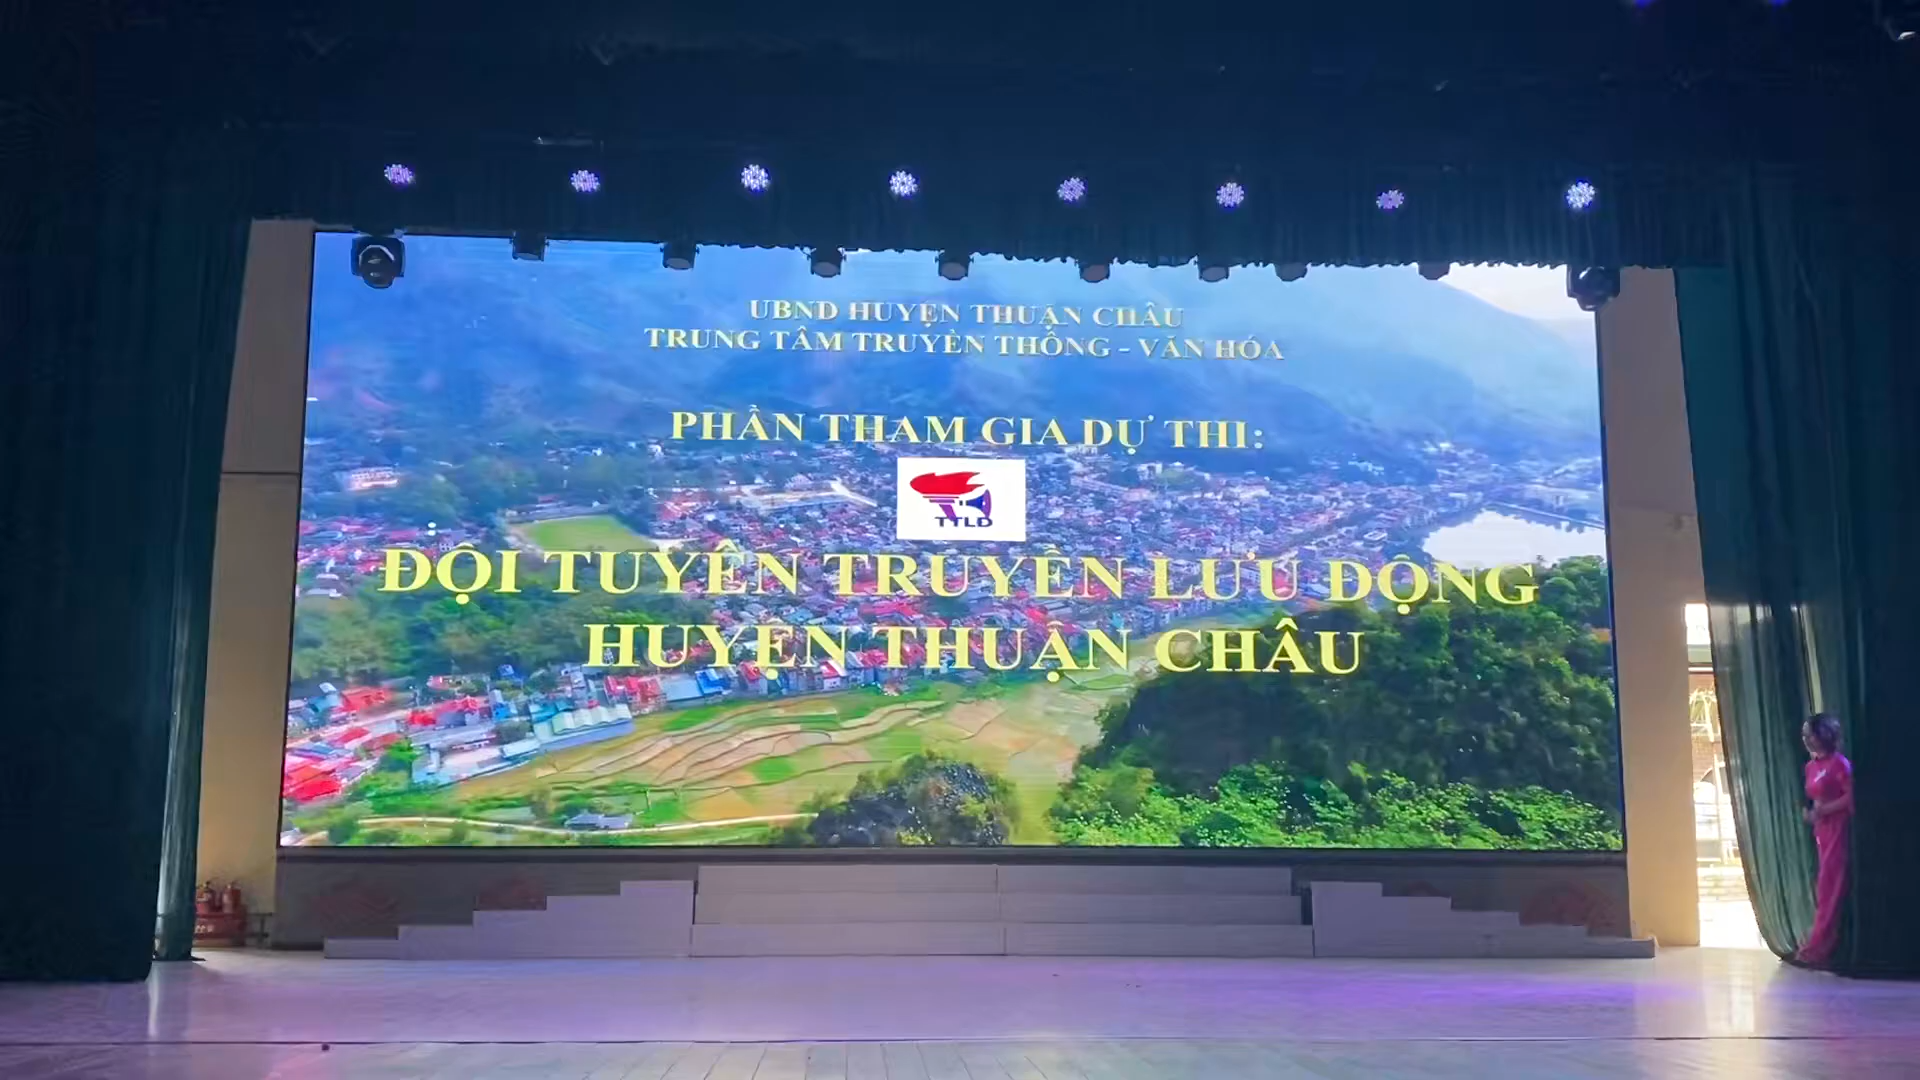 UBND HUYỆN THUẬN CHÂU
TRUNG TÂM TRUYỀN THÔNG - VĂN HÓA
PHẦN THAM GIA DỰ THI:
TTLD
ĐỘI TUYÊN TRUYỀN LƯU ĐỘNG
HUYỆN THUẬN CHÂU